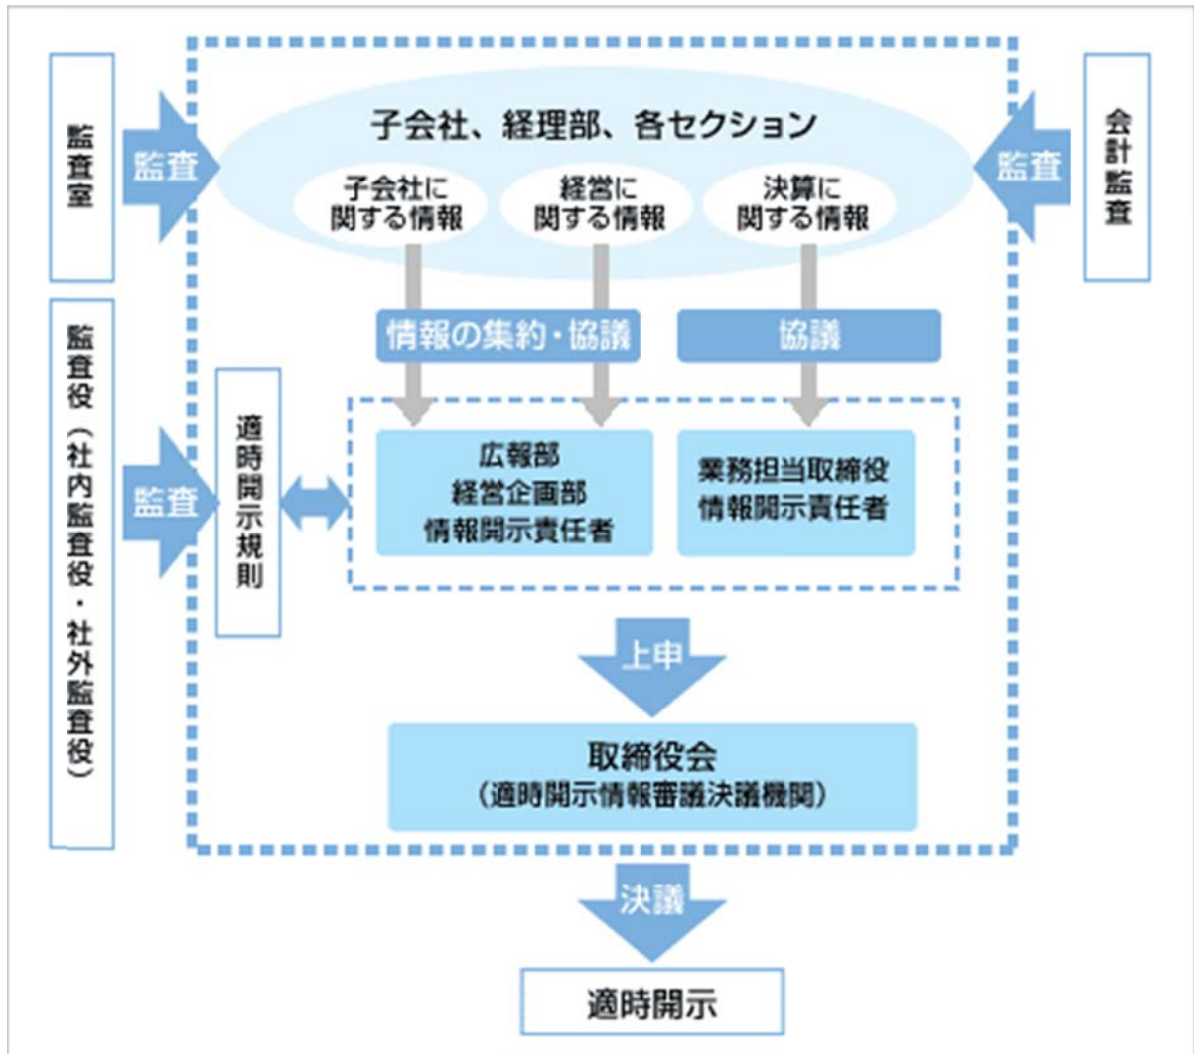 子会社、経理部、各セクション
監査室
監査
監査
会計監査
子会社に
関する情報
経営に
関する情報
決算に
関する情報
情報の集約・協議
協議
監査役（社内監査役・社外監査役）
監査
適時開示規則
広報部
経営企画部
情報開示責任者
業務担当取締役
情報開示責任者
上申
取締役会
（適時開示情報審議決議機関）
決議
適時開示